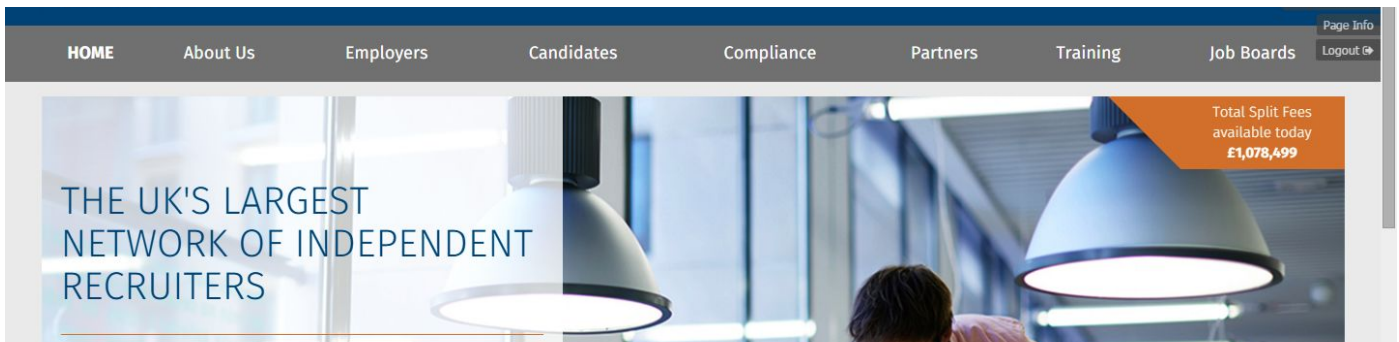 Page Info
HOME About Us Employers Candidates Compliance Partners Training Job Boards Logout
Total Split Fees
available today
£1,078,499
THE UK'S LARGEST
NETWORK OF INDEPENDENT
RECRUITERS